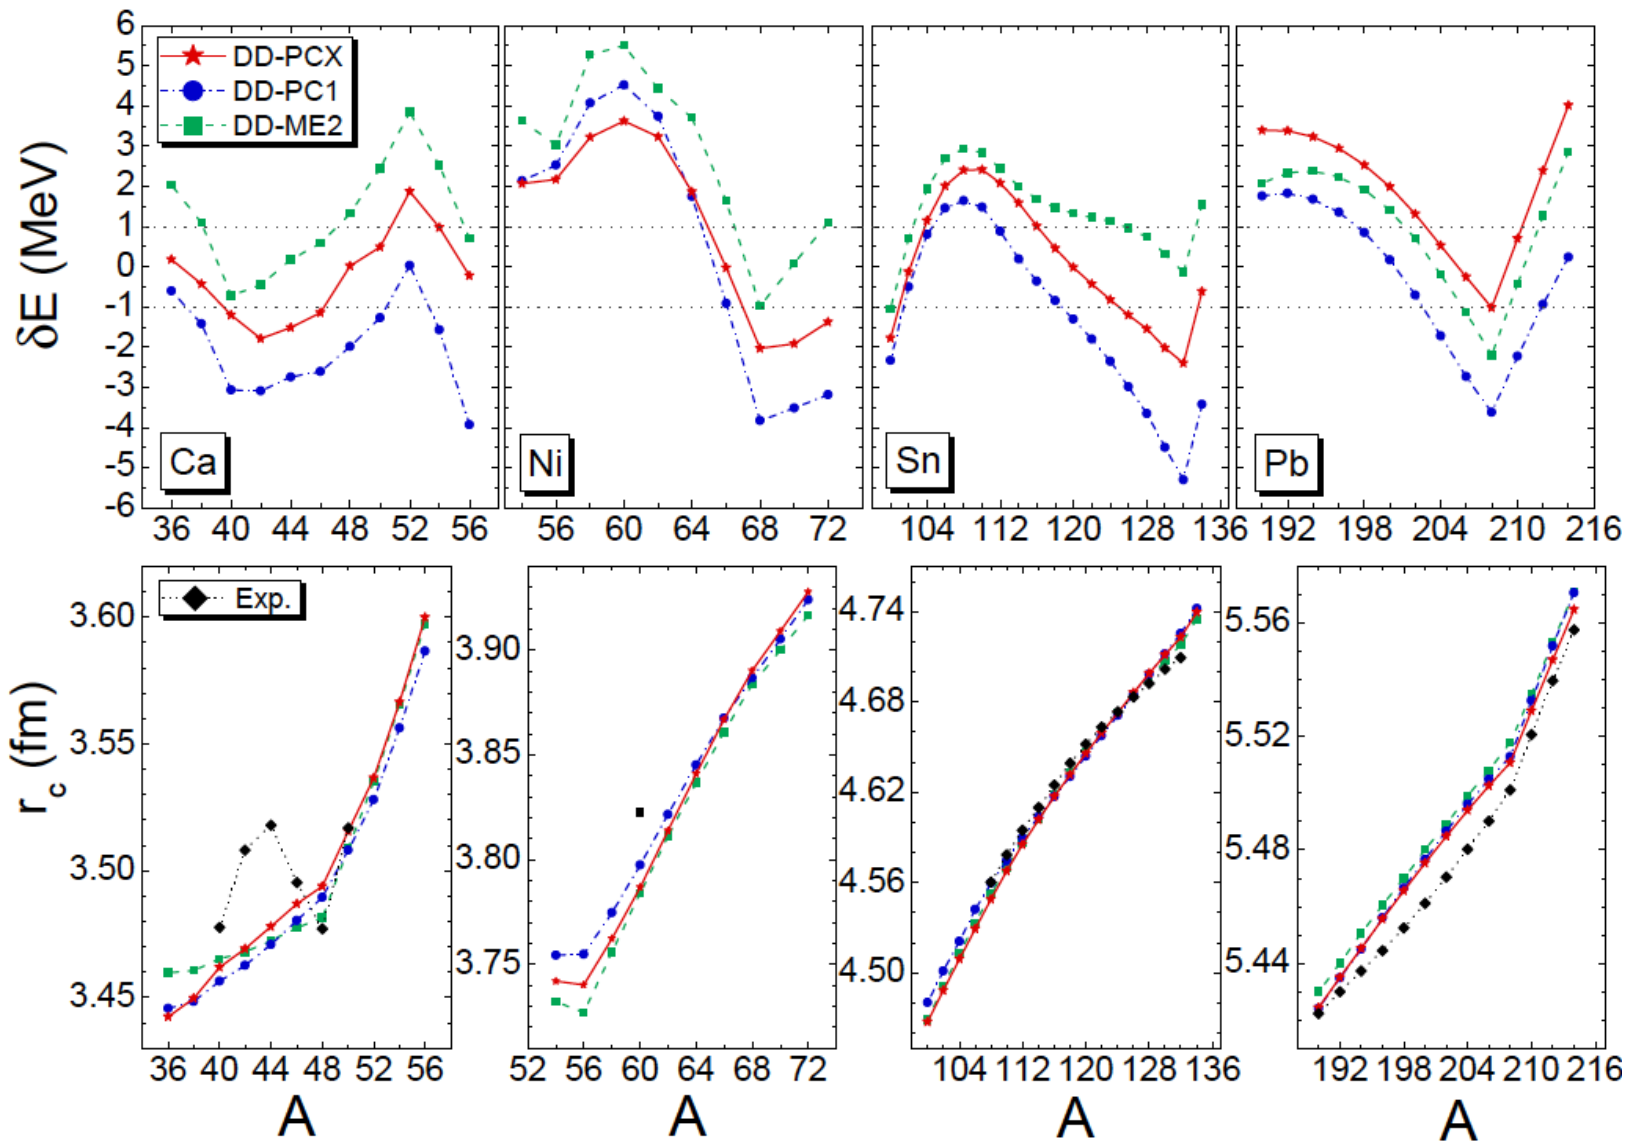 6
5
4
3
2
1
0
-1
-2
-3
-4
-5
-6
δE (MeV)
DD-PCX
DD-PC1
DD-ME2
Ca
Ni
Sn
Pb
36 40 44 48 52 56
56 60 64 68 72
104 112 120 128 136
192 198 204 210 216
Exp.
r_c (fm)
3.60
3.55
3.50
3.45
3.90
3.85
3.80
3.75
4.74
4.68
4.62
4.56
4.50
5.56
5.52
5.48
5.44
36 40 44 48 52 56
52 56 60 64 68 72
104 112 120 128 136
192 198 204 210 216
A A A A